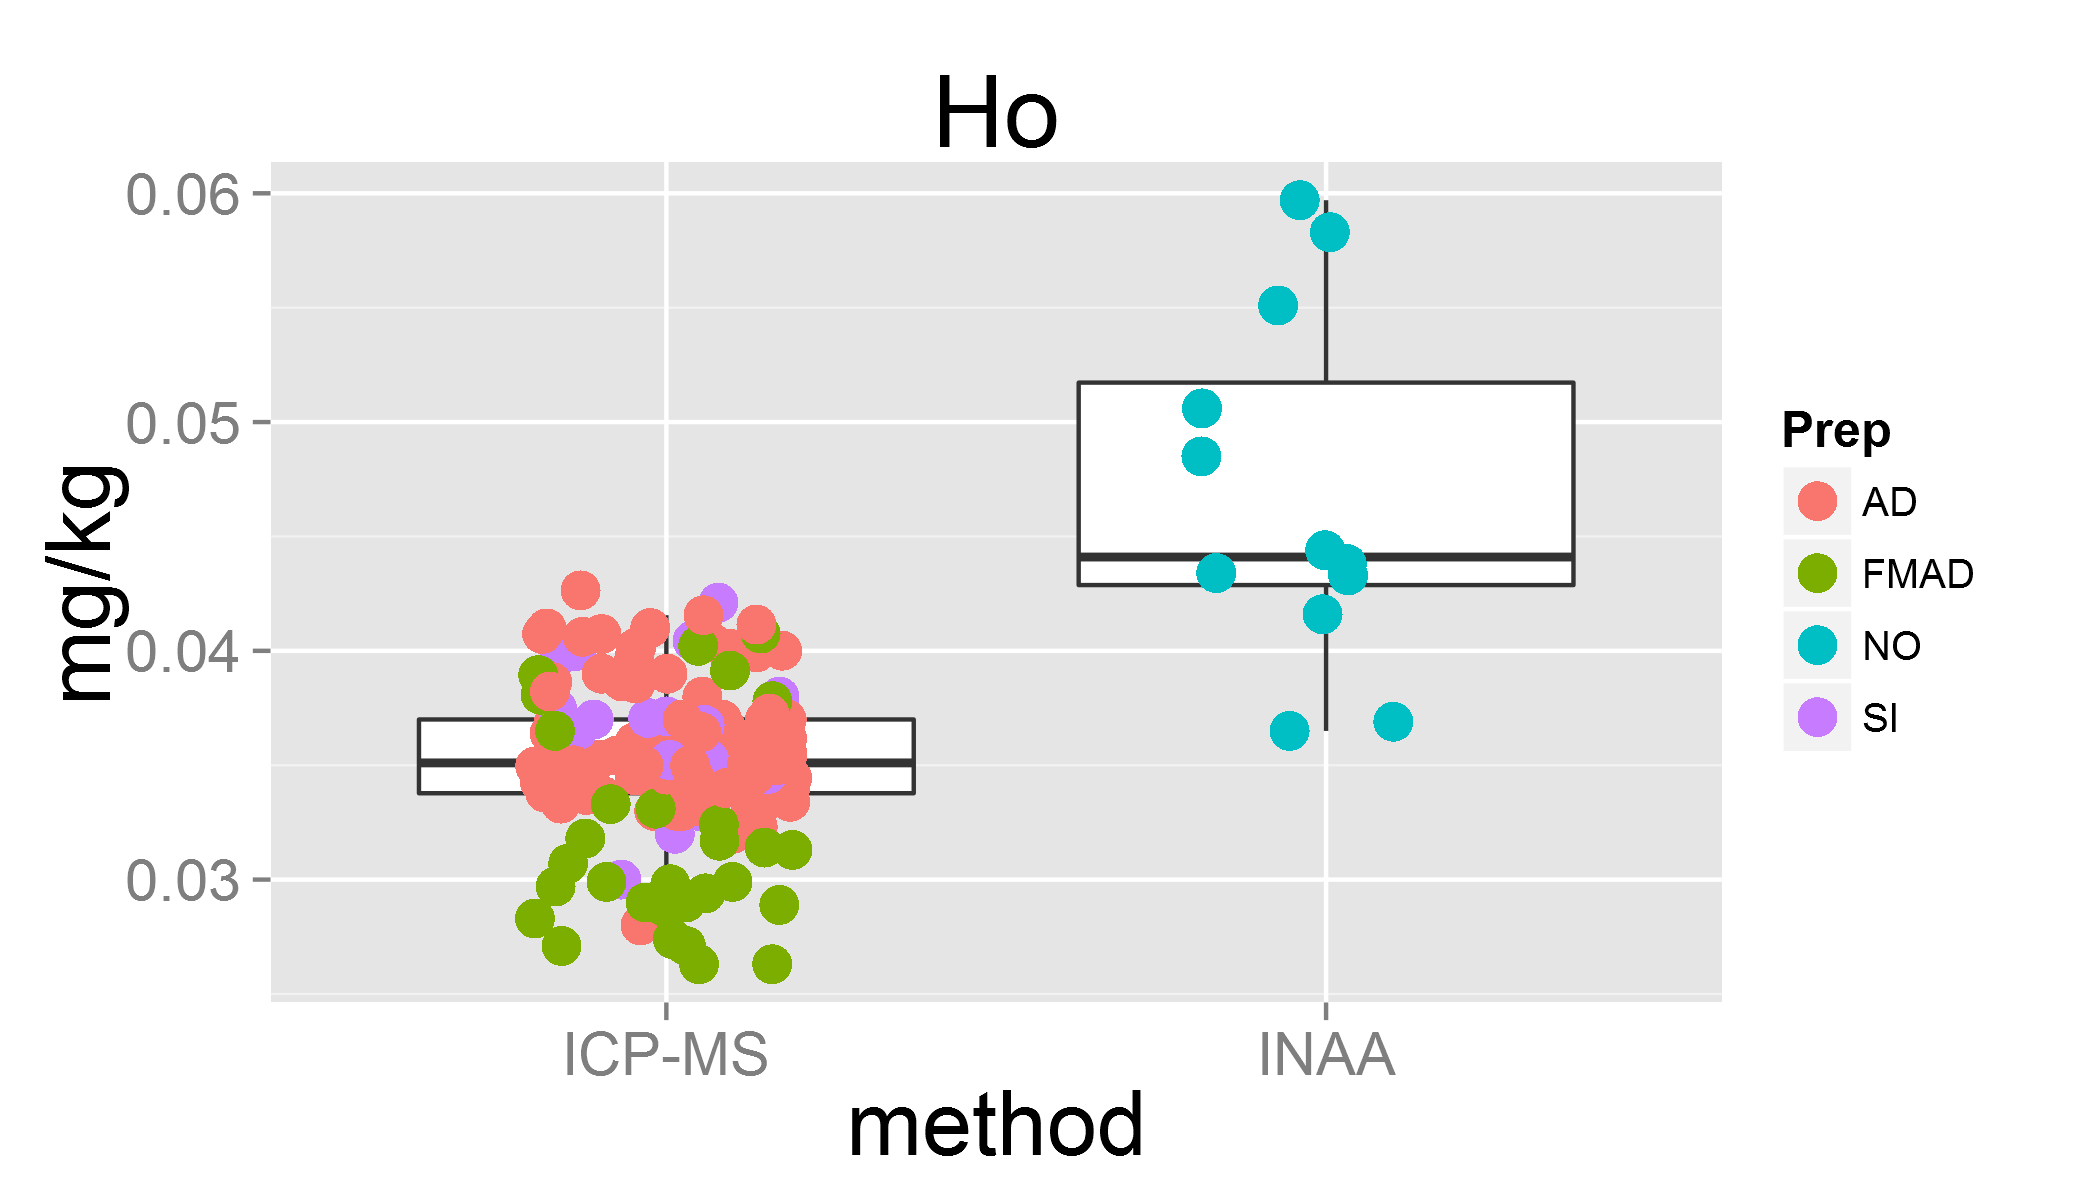 Ho
0.06
0.05
0.04
0.03
mg/kg
ICP-MS
INAA
method
Prep
AD
FMAD
NO
SI